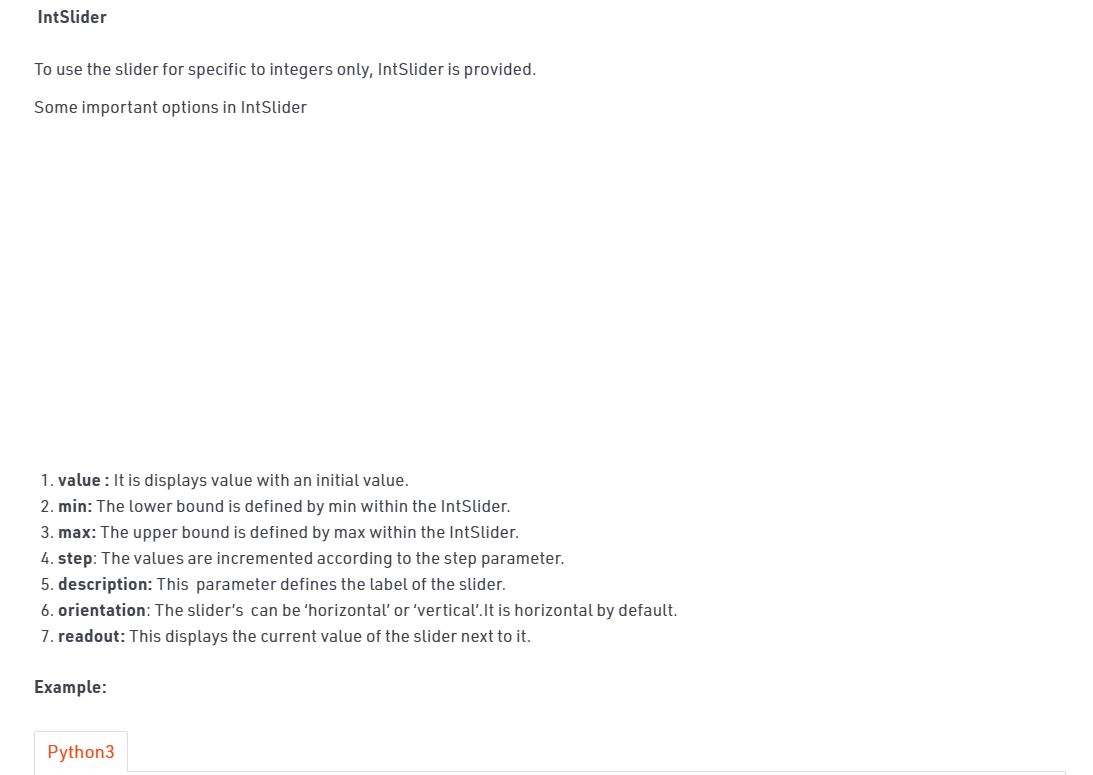 IntSlider
To use the slider for specific to integers only, IntSlider is provided.
Some important options in IntSlider
1. value : It is displays value with an initial value.
2. min: The lower bound is defined by min within the IntSlider.
3. max: The upper bound is defined by max within the IntSlider.
4. step: The values are incremented according to the step parameter.
5. description: This  parameter defines the label of the slider.
6. orientation: The slider’s  can be ‘horizontal’ or ‘vertical’.It is horizontal by default.
7. readout: This displays the current value of the slider next to it.
Example:
Python3